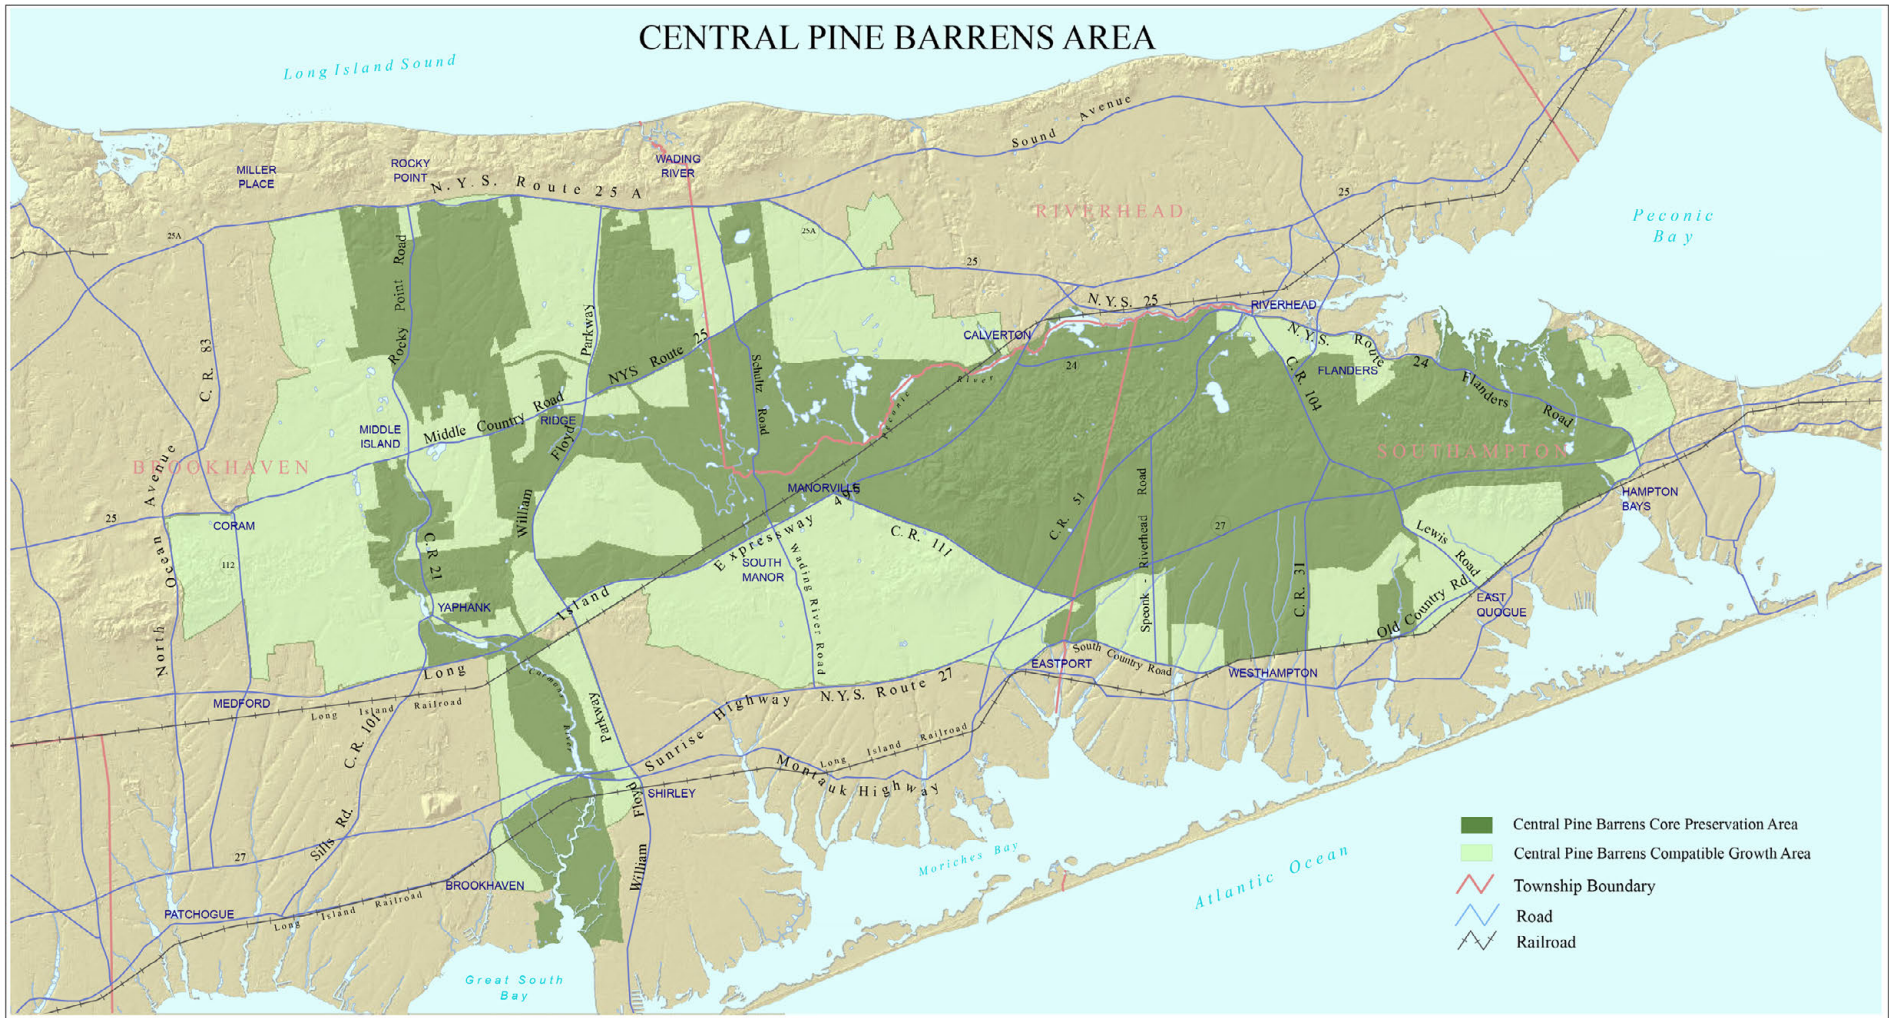 CENTRAL PINE BARRENS AREA
Long Island Sound
Sound Avenue
MILLER
PLACE
ROCKY
POINT
WADING
RIVER
N.Y.S. Route 25 A
25A
25A
25
RIVERHEAD
25
Peconic
Bay
Rocky Point Road
C. R. 83
Parkway
NYS Route 25
Schultz Road
CALVERTON
N.Y.S. 25
RIVERHEAD
N.Y.S. Route 24
FLANDERS
Flanders Road
C. R. 104
24
Peconic River
MIDDLE
ISLAND
Middle Country Road
RIDGE
Floyd
William
BROOKHAVEN
SOUTHAMPTON
North Ocean Avenue
25
CORAM
112
C.R 21
MANORVILLE
Long Island Expressway 495
C. R. 111
C. R. 51
Speonk - Riverhead Road
27
C. R. 31
Lewis Road
HAMPTON
BAYS
SOUTH
MANOR
Wading River Road
YAPHANK
EAST
QUOGUE
Old Country Rd.
EASTPORT
South Country Road
WESTHAMPTON
MEDFORD
Long Island Railroad
Carmans River
Parkway
Sunrise Highway N.Y.S. Route 27
Long Island Railroad
Montauk Highway
C. R. 101
Sills Rd.
SHIRLEY
William Floyd
27
BROOKHAVEN
PATCHOGUE
Long Island Railroad
Moriches Bay
Atlantic Ocean
Great South
Bay
Central Pine Barrens Core Preservation Area
Central Pine Barrens Compatible Growth Area
Township Boundary
Road
Railroad